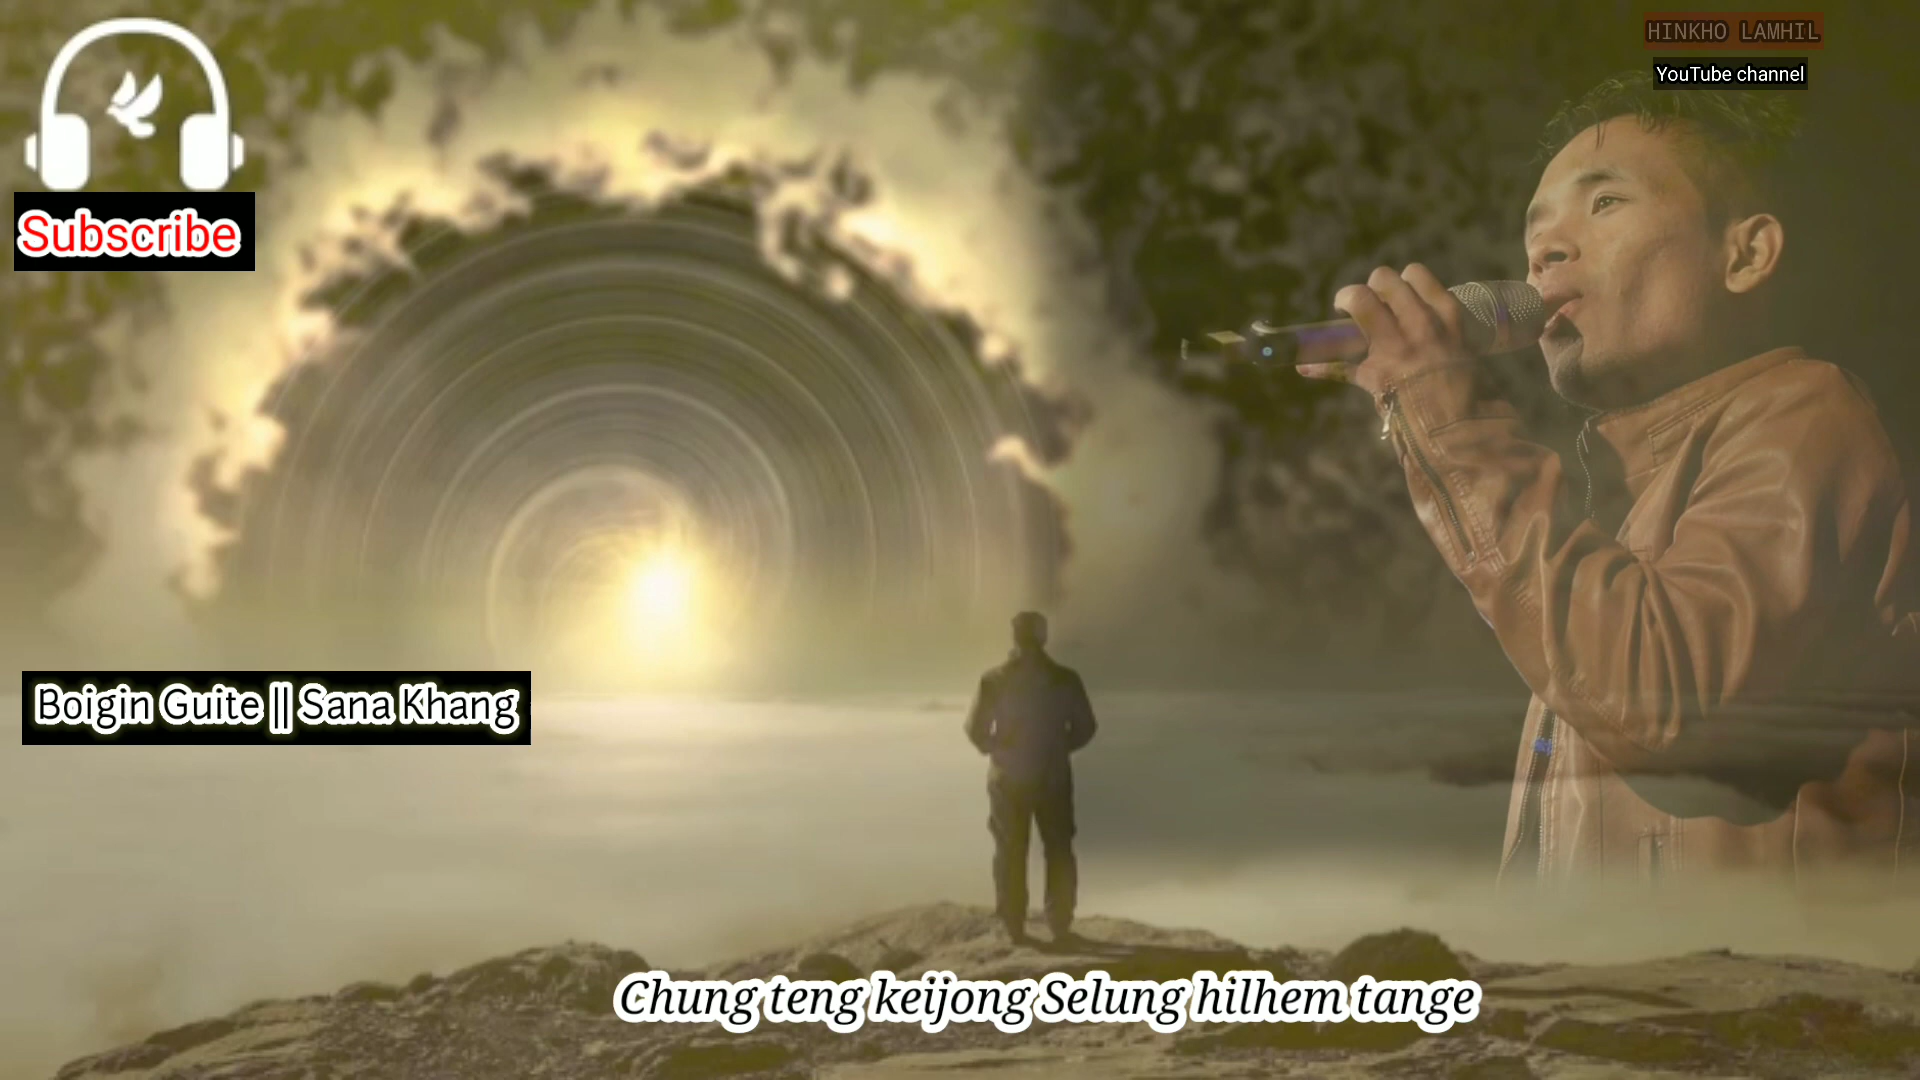 HINKHO LAMHIL
YouTube channel
Subscribe
Boigin Guite || Sana Khang
Chung teng keijong Selung hilhem tange